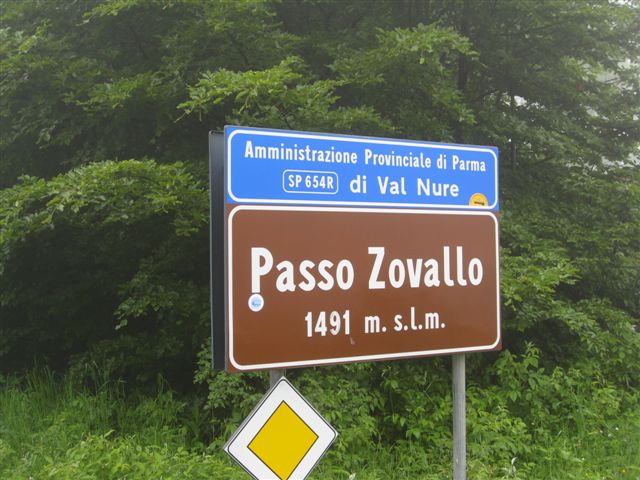 Amministrazione Provinciale di Parma
SP 654R di Val Nure
Passo Zovallo
1491 m. s.l.m.